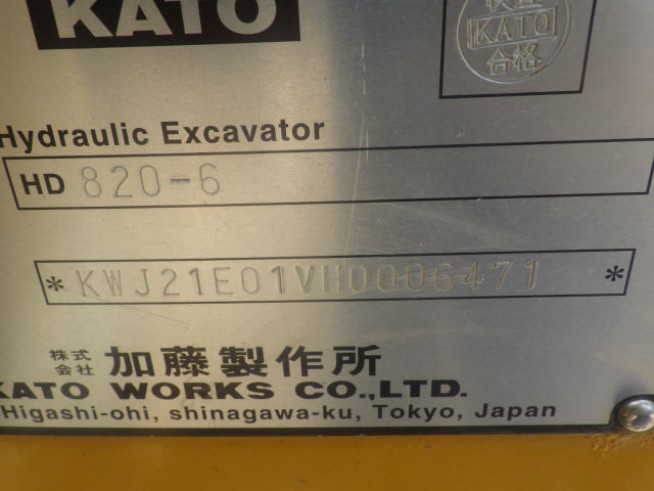 KATO
検査
KATO
合格
Hydraulic Excavator
HD 820-6
* KWJ21E01VH0006471 *
株式会社 加藤製作所
KATO WORKS CO.,LTD.
Higashi-ohi, shinagawa-ku, Tokyo, Japan